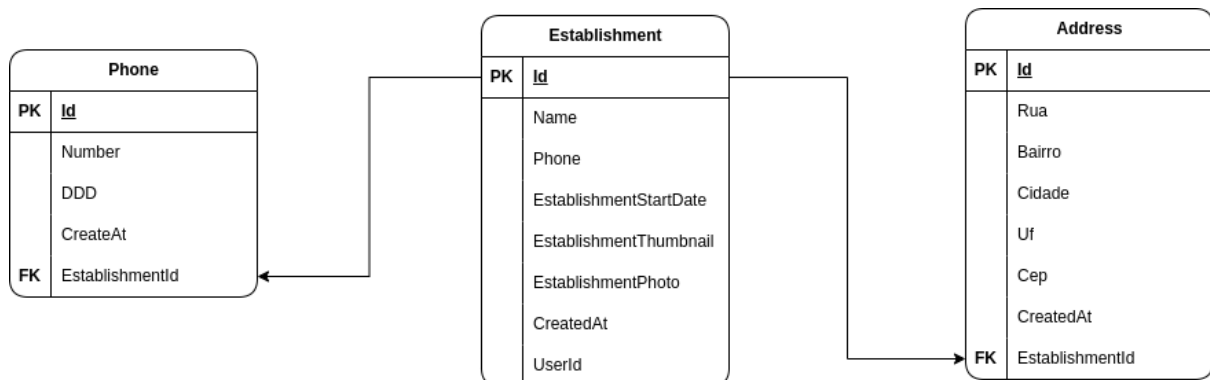 Phone
PK Id
Number
DDD
CreateAt
FK EstablishmentId
Establishment
PK Id
Name
Phone
EstablishmentStartDate
EstablishmentThumbnail
EstablishmentPhoto
CreatedAt
UserId
Address
PK Id
Rua
Bairro
Cidade
Uf
Cep
CreatedAt
FK EstablishmentId